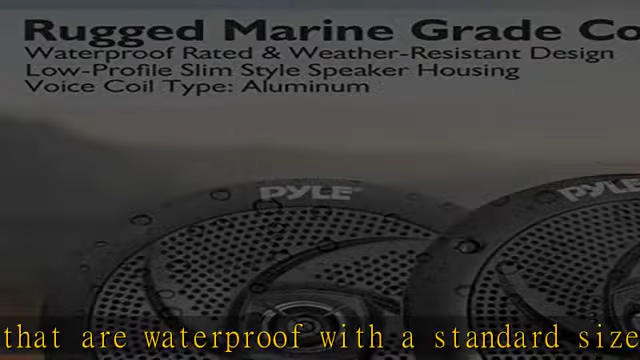 Rugged Marine Grade Co
Waterproof Rated & Weather-Resistant Design
Low-Profile Slim Style Speaker Housing
Voice Coil Type: Aluminum
PYLE PYLE
that are waterproof with a standard size